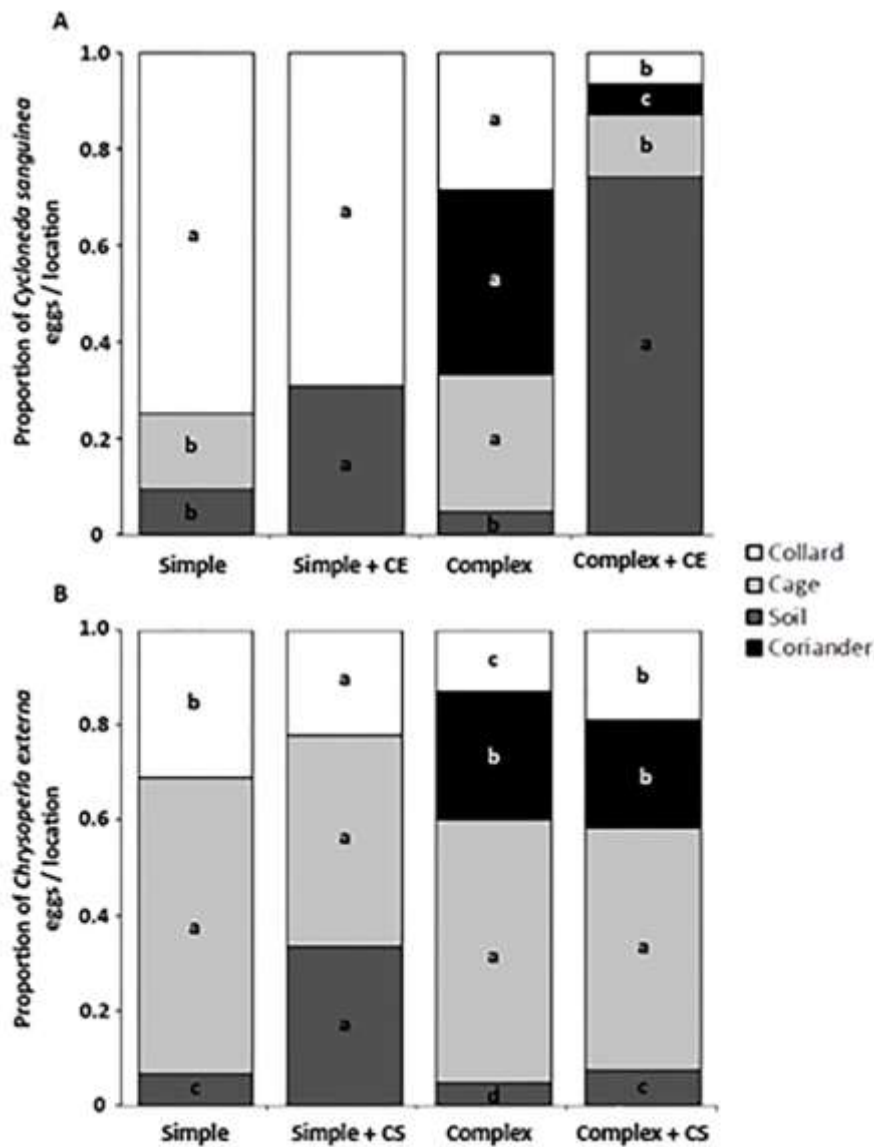 A
Proportion of Cycloneda sanguinea
eggs / location
1.0
0.8
0.6
0.4
0.2
0
a
b
b
a
a
a
a
a
b
b
c
b
a
Simple
Simple + CE
Complex
Complex + CE
Collard
Cage
Soil
Coriander
B
Proportion of Chrysoperla externa
eggs / location
1.0
0.8
0.6
0.4
0.2
0
b
a
c
a
a
a
c
b
a
d
b
b
a
c
Simple
Simple + CS
Complex
Complex + CS